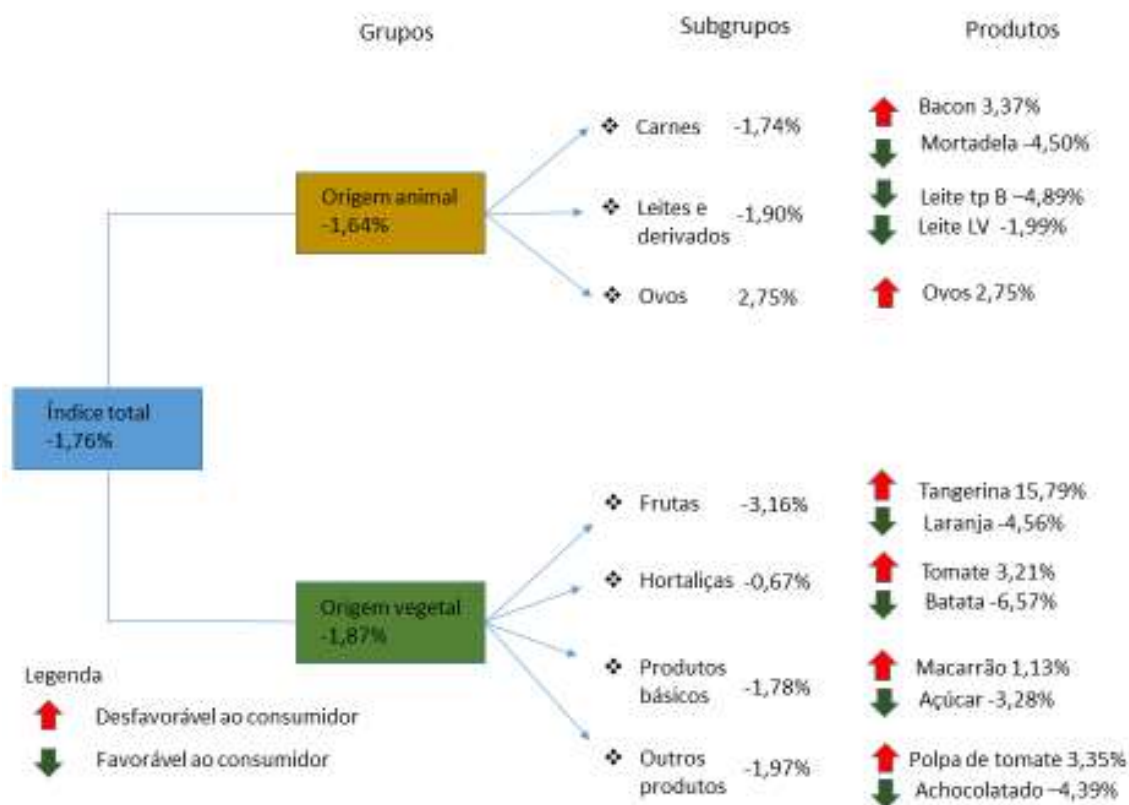 Grupos
Subgrupos
Produtos
Índice total
-1,76%
Origem animal
-1,64%
❖ Carnes -1,74%
Bacon 3,37%
Mortadela -4,50%
❖ Leites e
derivados
-1,90%
Leite tp B –4,89%
Leite LV -1,99%
❖ Ovos 2,75%
Ovos 2,75%
Origem vegetal
-1,87%
❖ Frutas -3,16%
Tangerina 15,79%
Laranja -4,56%
❖ Hortaliças -0,67%
Tomate 3,21%
Batata -6,57%
❖ Produtos
básicos
-1,78%
Macarrão 1,13%
Açúcar -3,28%
❖ Outros
produtos
-1,97%
Polpa de tomate 3,35%
Achocolatado –4,39%
Legenda
Desfavorável ao consumidor
Favorável ao consumidor